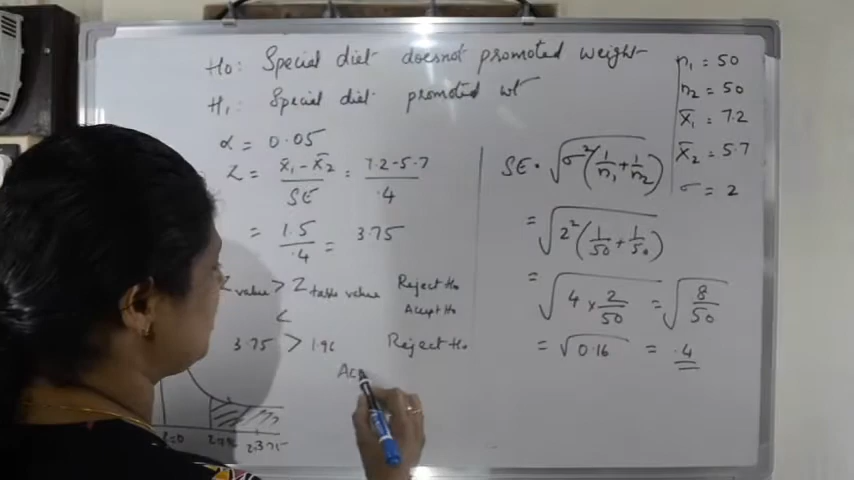 H₀: Special diet doesnot promoted weight
H₁: Special diet promoted wt
α = 0.05
Z = x̄₁-x̄₂ / SE = 7.2-5.7 / .4
= 1.5 / .4 = 3.75
Z value > Z table value Reject H₀
< Accept H₀
3.75 > 1.96 Reject H₀
Acc
n₁ = 50
n₂ = 50
x̄₁ = 7.2
x̄₂ = 5.7
σ = 2
SE = √σ²(1/n₁ + 1/n₂)
= √2²(1/50 + 1/50)
= √4 × 2/50 = √8/50
= √0.16 = .4